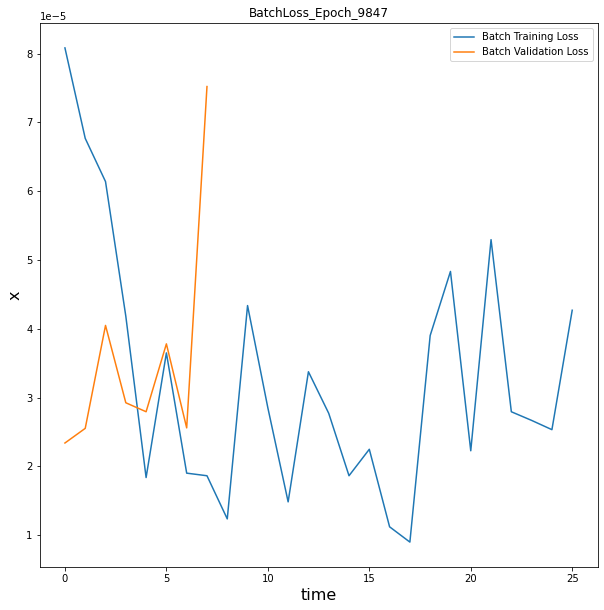 BatchLoss_Epoch_9847
1e−5
Batch Training Loss
Batch Validation Loss
8
7
6
5
4
3
2
1
x
0 5 10 15 20 25
time